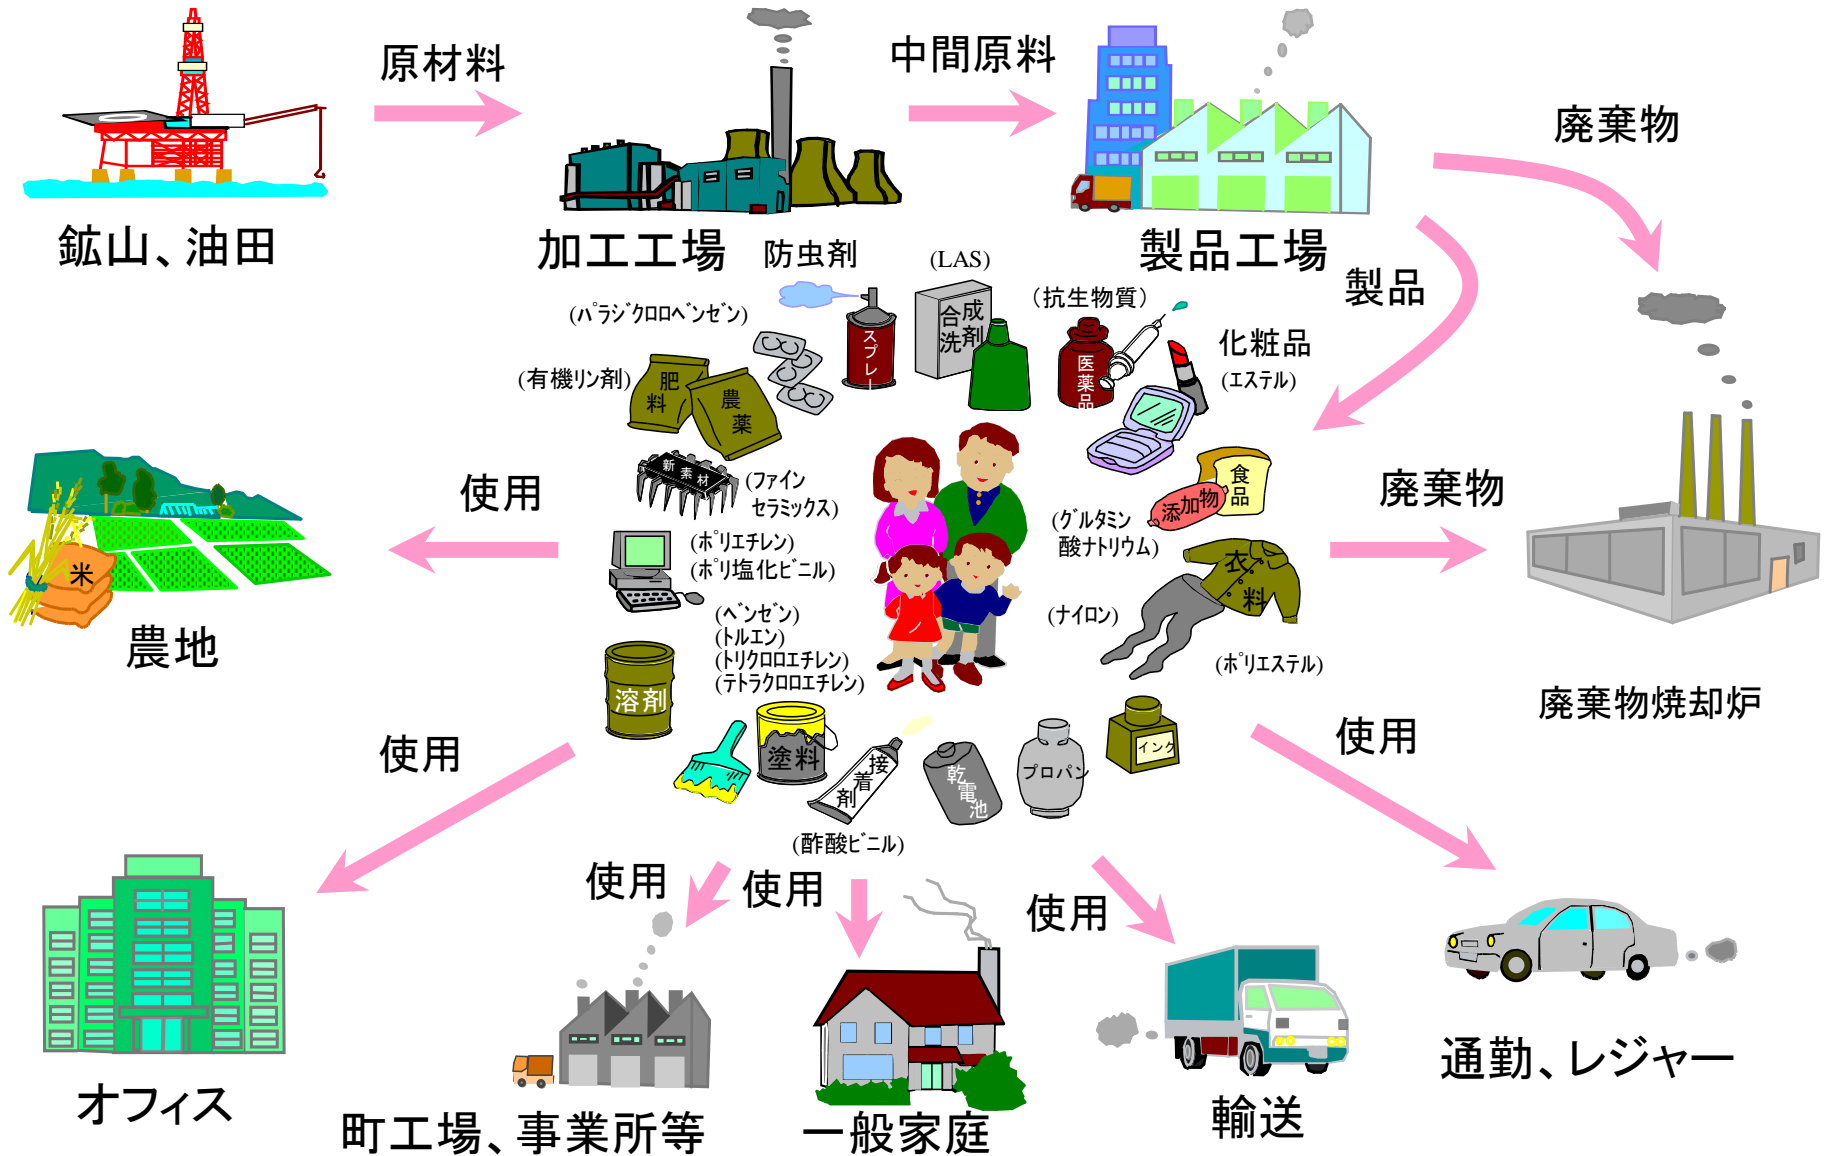 原材料
中間原料
廃棄物
鉱山、油田
加工工場
製品工場
防虫剤
(LAS)
製品
(パラジクロロベンゼン)
スプレー
合成
洗剤
(抗生物質)
医薬品
化粧品
(エステル)
(有機リン剤)
肥料
農薬
新素材
(ファイン
セラミックス)
使用
食品
添加物
(グルタミン
酸ナトリウム)
廃棄物
(ポリエチレン)
(ポリ塩化ビニル)
米
農地
衣料
(ナイロン)
(ポリエステル)
(ベンゼン)
(トルエン)
(トリクロロエチレン)
(テトラクロロエチレン)
溶剤
廃棄物焼却炉
使用
塗料
接着剤
乾電池
プロパン
インク
使用
(酢酸ビニル)
使用
使用
使用
オフィス
町工場、事業所等
一般家庭
輸送
通勤、レジャー